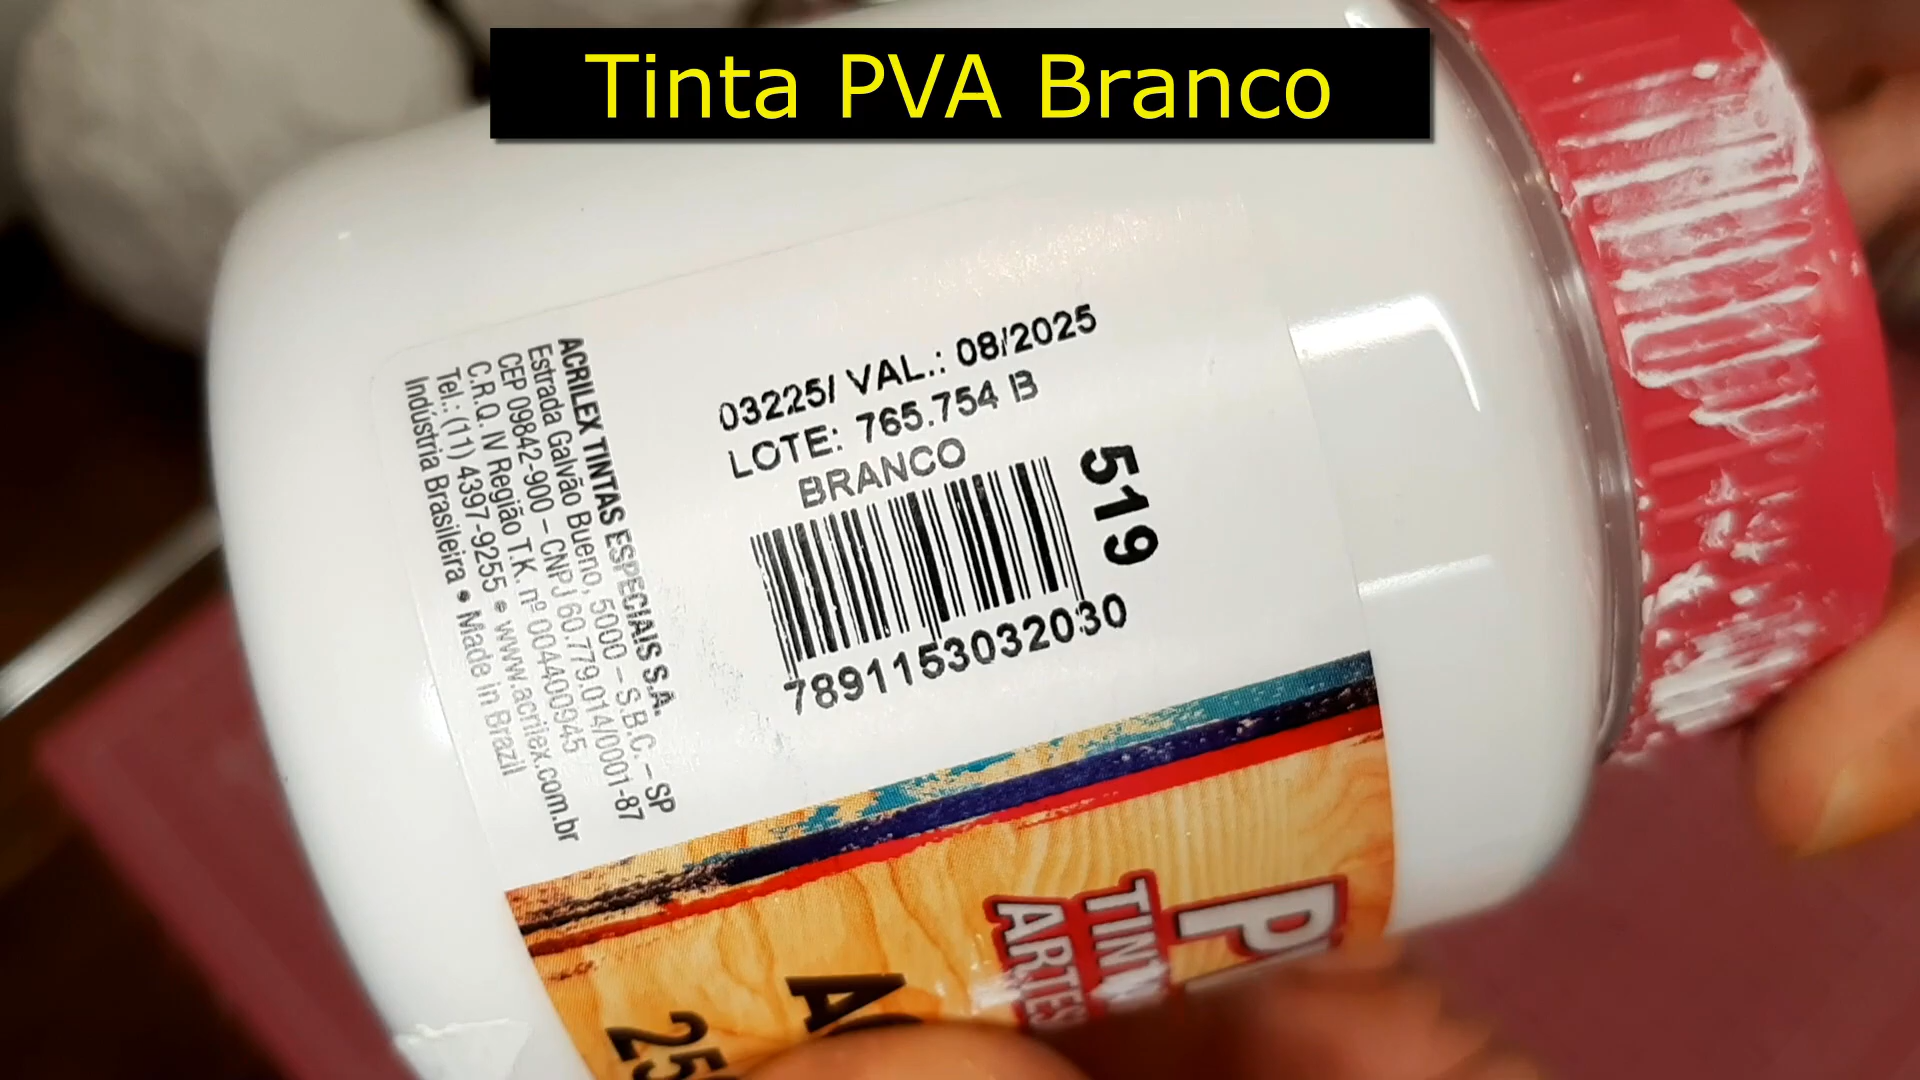 Tinta PVA Branco
03225/ VAL.: 08/2025
LOTE: 765.754 B
BRANCO
519
7891153032030
ACRILEX TINTAS ESPECIAIS S.A.
Estrada Galvão Bueno, 5000 – S.B.C. – SP
CEP 09842-900 – CNPJ 60.779.014/0001-87
C.R.Q. IV Região T.K. nº 004400945
Tel.: (11) 4397-9255 • www.acrilex.com.br
Indústria Brasileira • Made in Brazil